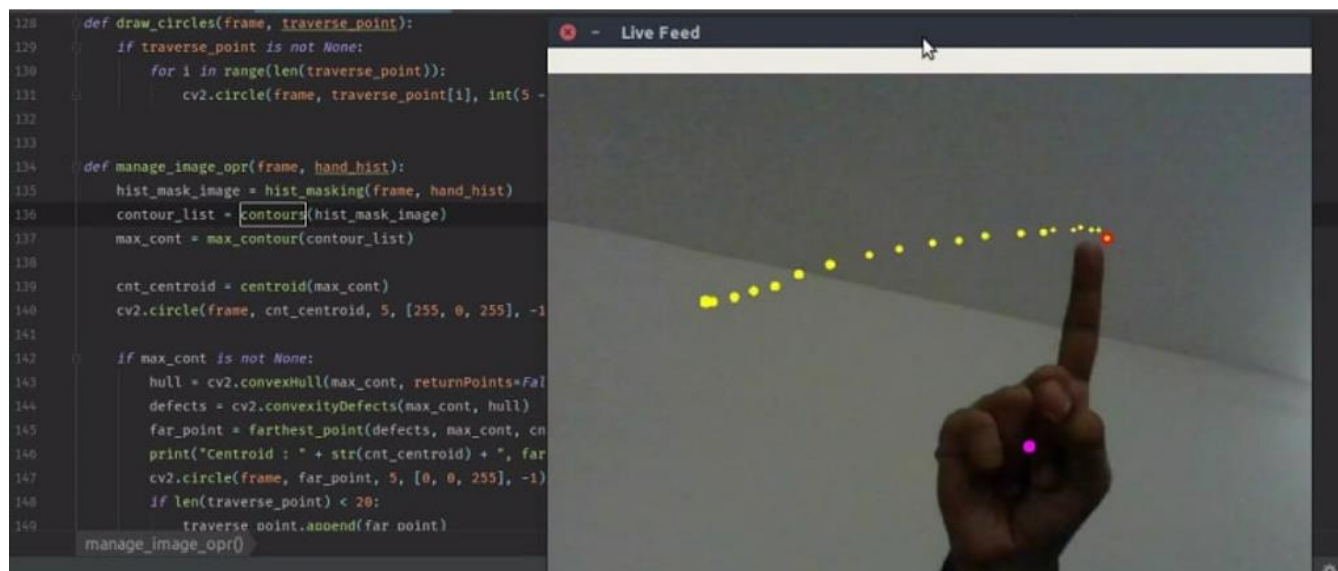 128 def draw_circles(frame, traverse_point):
129 if traverse_point is not None:
130 for i in range(len(traverse_point)):
131 cv2.circle(frame, traverse_point[i], int(5 -
132
133
134 def manage_image_opr(frame, hand_hist):
135 hist_mask_image = hist_masking(frame, hand_hist)
136 contour_list = contours(hist_mask_image)
137 max_cont = max_contour(contour_list)
138
139 cnt_centroid = centroid(max_cont)
140 cv2.circle(frame, cnt_centroid, 5, [255, 0, 255], -1
141
142 if max_cont is not None:
143 hull = cv2.convexHull(max_cont, returnPoints=Fal
144 defects = cv2.convexityDefects(max_cont, hull)
145 far_point = farthest_point(defects, max_cont, cn
146 print("Centroid : " + str(cnt_centroid) + ", far
147 cv2.circle(frame, far_point, 5, [0, 0, 255], -1)
148 if len(traverse_point) < 20:
149 traverse_point.append(far_point)
manage_image_opr()
Live Feed